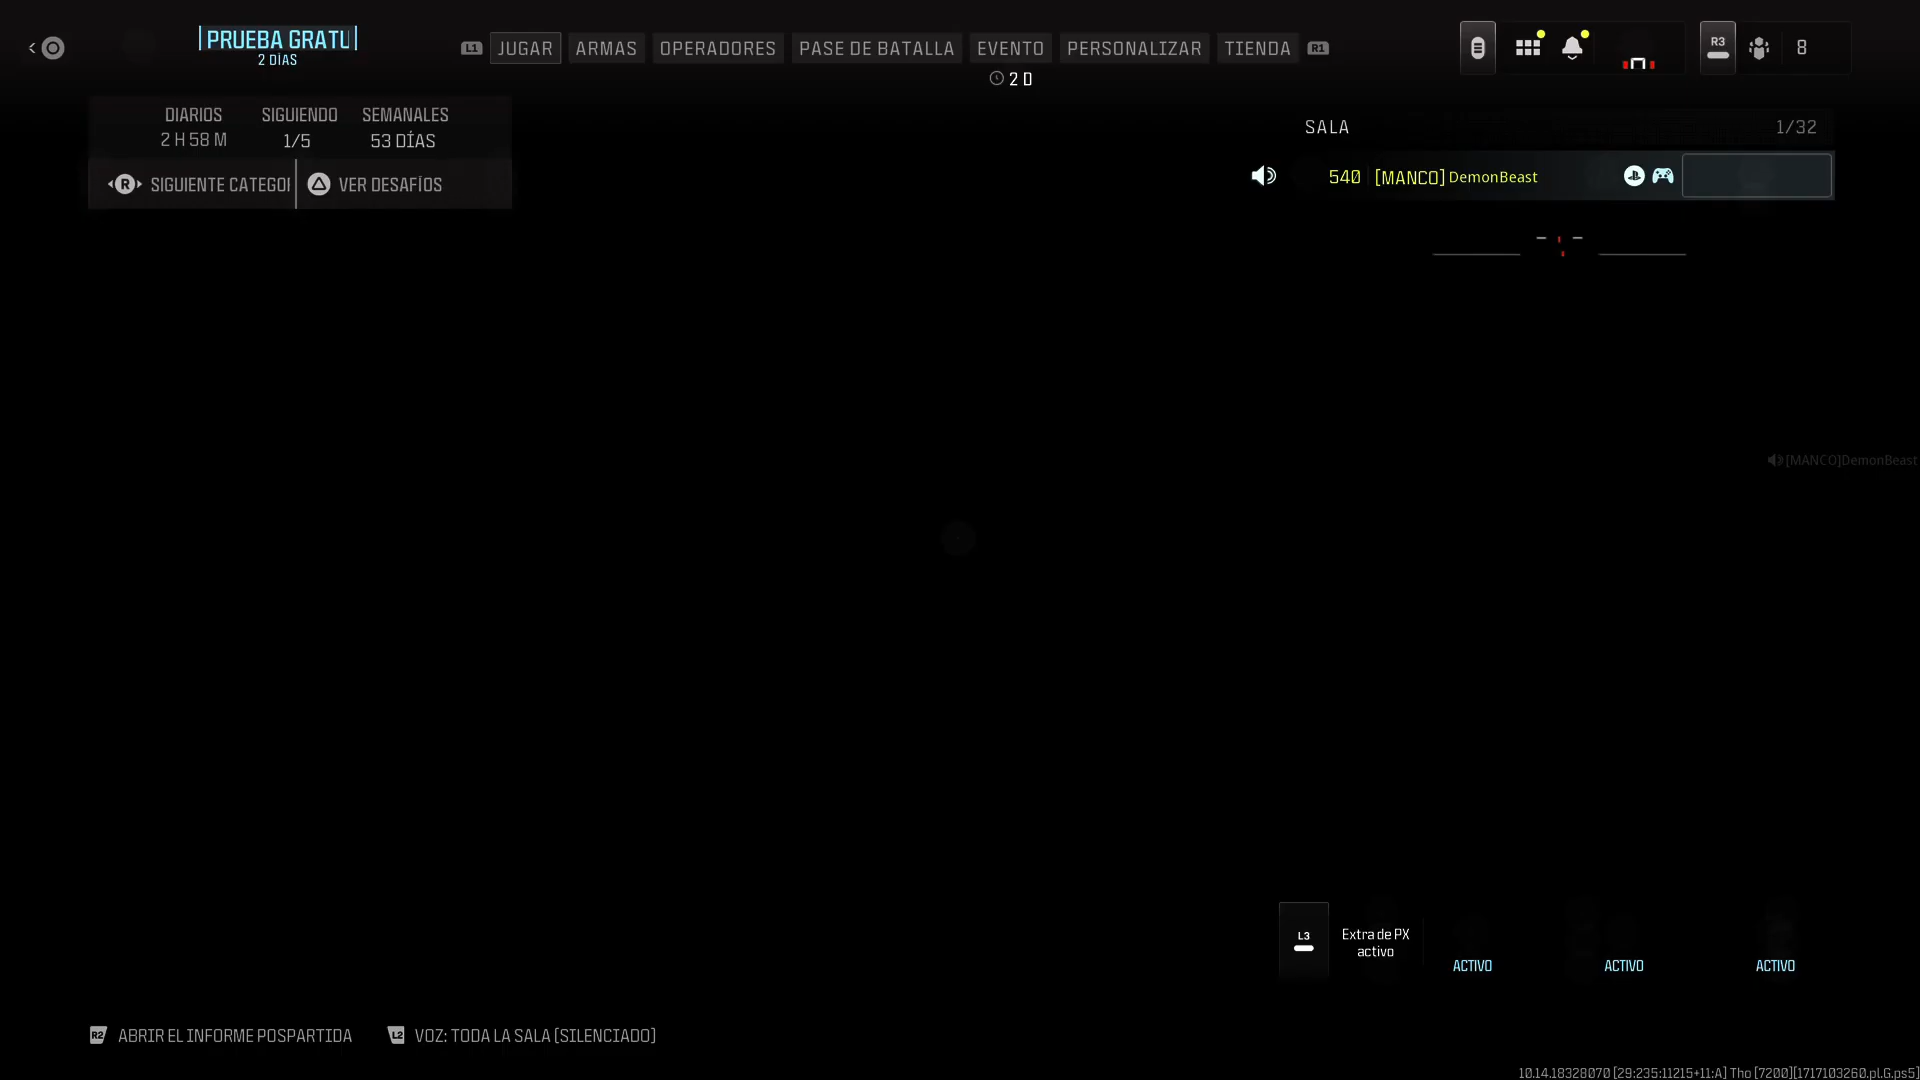 PRUEBA GRATU
2 DÍAS
L1 JUGAR ARMAS OPERADORES PASE DE BATALLA EVENTO PERSONALIZAR TIENDA R1
2 D
R3 8
DIARIOS SIGUIENDO SEMANALES
2 H 58 M 1/5 53 DÍAS
R SIGUIENTE CATEGO VER DESAFÍOS
SALA 1/32
540 [MANCO] DemonBeast
[MANCO]DemonBeast
L3 Extra de PX
activo
ACTIVO ACTIVO ACTIVO
R2 ABRIR EL INFORME POSPARTIDA L2 VOZ: TODA LA SALA (SILENCIADO)
10.14.18328070 [29:235:11215+11:A] Tho [7200][1717103260.pl.G.ps5]